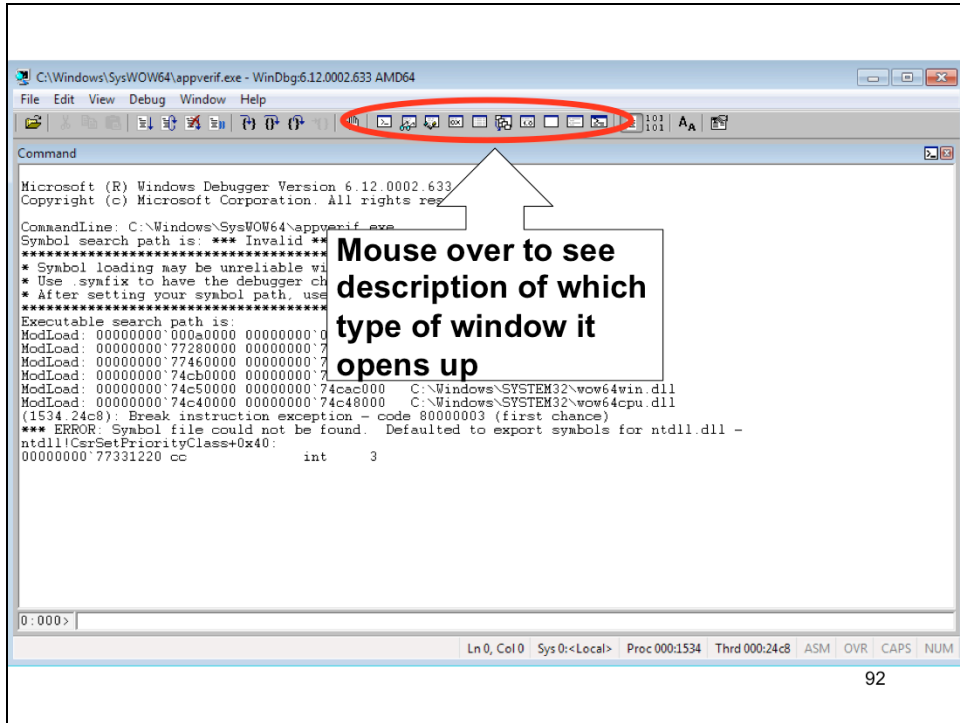 C:\Windows\SysWOW64\appverif.exe - WinDbg:6.12.0002.633 AMD64
File Edit View Debug Window Help
101
101
AA
Command
Microsoft (R) Windows Debugger Version 6.12.0002.633
Copyright (c) Microsoft Corporation. All rights res
CommandLine: C:\Windows\SysWOW64\appverif.exe
Symbol search path is: *** Invalid **
* Symbol loading may be unreliable wi
* Use .symfix to have the debugger ch
* After setting your symbol path, use
Executable search path is:
ModLoad: 00000000`000a0000 00000000`0
ModLoad: 00000000`77280000 00000000`7
ModLoad: 00000000`77460000 00000000`7
ModLoad: 00000000`74cb0000 00000000`7
ModLoad: 00000000`74c50000 00000000`74cac000 C:\Windows\SYSTEM32\wow64win.dll
ModLoad: 00000000`74c40000 00000000`74c48000 C:\Windows\SYSTEM32\wow64cpu.dll
(1534.24c8): Break instruction exception - code 80000003 (first chance)
*** ERROR: Symbol file could not be found. Defaulted to export symbols for ntdll.dll -
ntdll!CsrSetPriorityClass+0x40:
00000000`77331220 cc int 3
Mouse over to see
description of which
type of window it
opens up
0:000>
Ln 0, Col 0 Sys 0:<Local> Proc 000:1534 Thrd 000:24c8 ASM OVR CAPS NUM
92